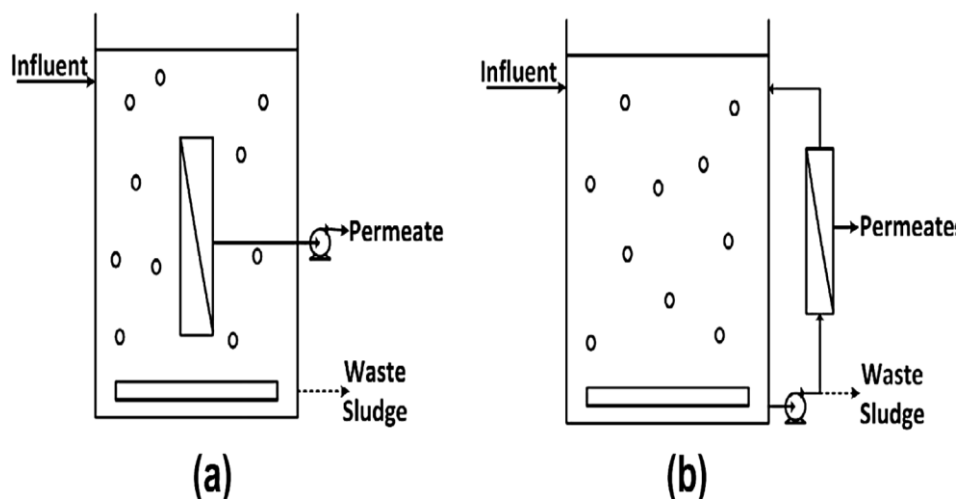 Influent
Permeate
Waste
Sludge
(a)
Influent
Permeates
Waste
Sludge
(b)